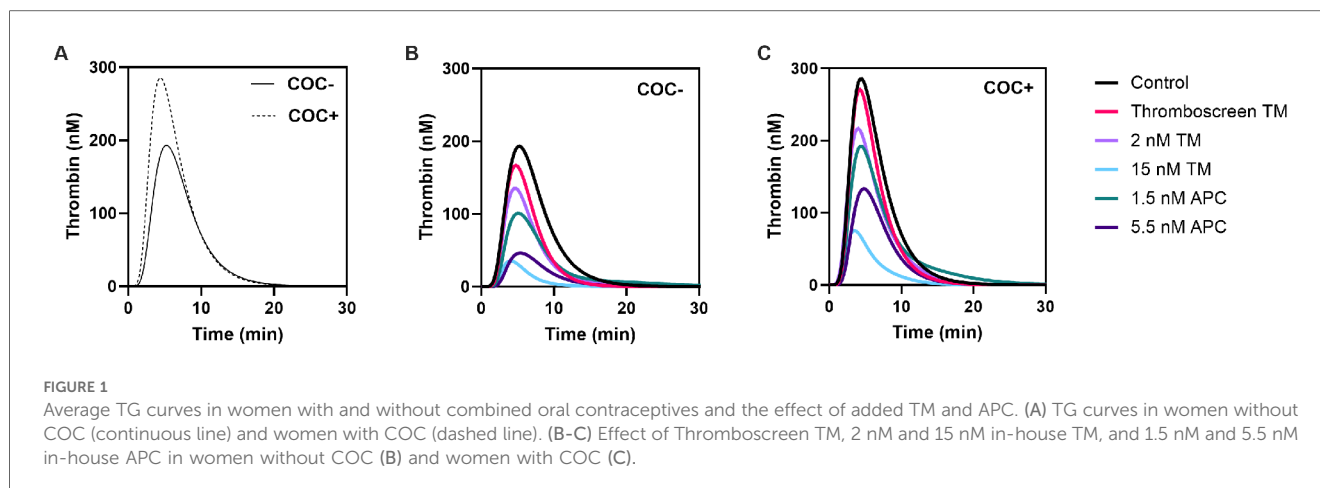 A
300
200
100
0
Thrombin (nM)
COC-
COC+
0 10 20 30
Time (min)
B
300
200
100
0
Thrombin (nM)
COC-
0 10 20 30
Time (min)
C
300
200
100
0
Thrombin (nM)
COC+
0 10 20 30
Time (min)
Control
Thromboscreen TM
2 nM TM
15 nM TM
1.5 nM APC
5.5 nM APC
FIGURE 1
Average TG curves in women with and without combined oral contraceptives and the effect of added TM and APC. (A) TG curves in women without
COC (continuous line) and women with COC (dashed line). (B-C) Effect of Thromboscreen TM, 2 nM and 15 nM in-house TM, and 1.5 nM and 5.5 nM
in-house APC in women without COC (B) and women with COC (C).